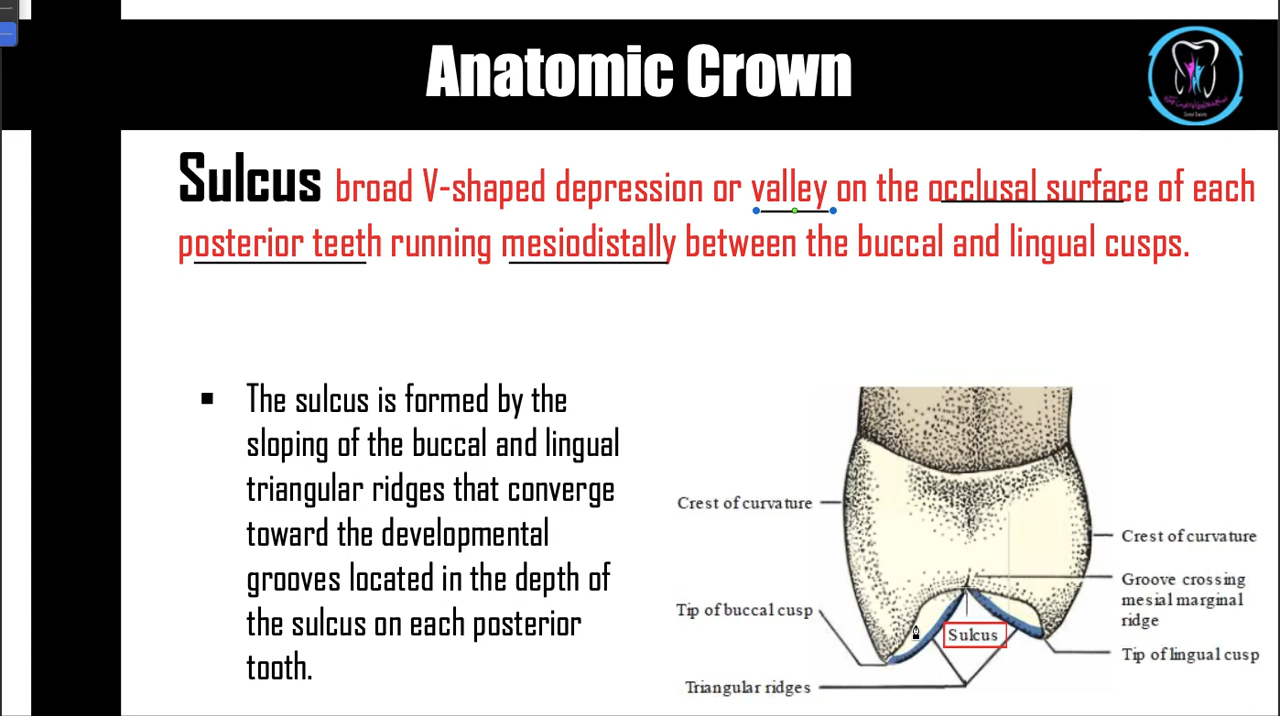 Anatomic Crown
Sulcus broad V-shaped depression or valley on the occlusal surface of each
posterior teeth running mesiodistally between the buccal and lingual cusps.
The sulcus is formed by the
sloping of the buccal and lingual
triangular ridges that converge
toward the developmental
grooves located in the depth of
the sulcus on each posterior
tooth.
Crest of curvature
Crest of curvature
Groove crossing
mesial marginal
ridge
Tip of buccal cusp
Sulcus
Tip of lingual cusp
Triangular ridges